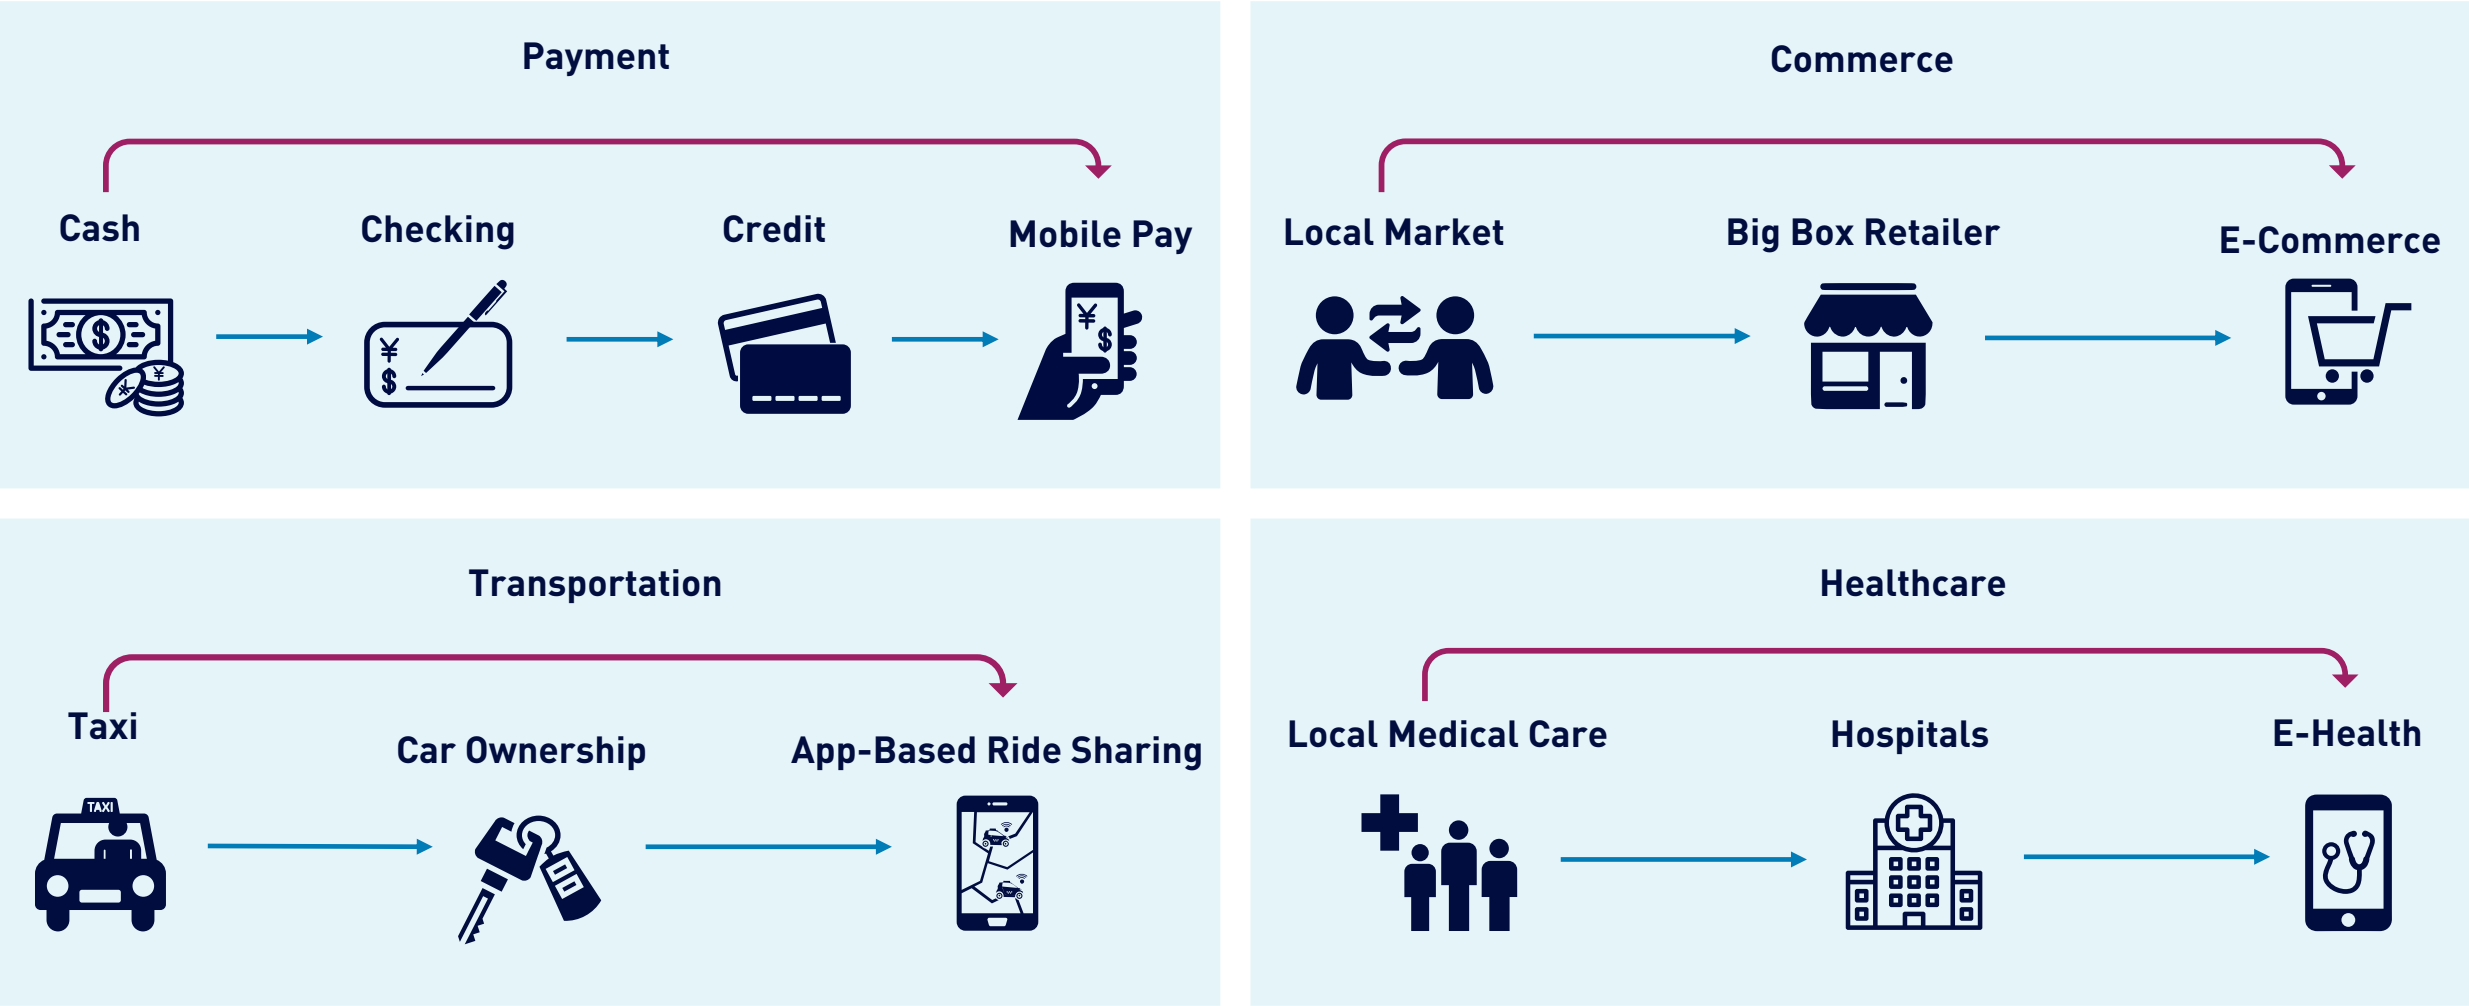 Payment
Cash
Checking
Credit
Mobile Pay
$
¥
¥
$
¥
$
Commerce
Local Market
Big Box Retailer
E-Commerce
Transportation
Taxi
Car Ownership
App-Based Ride Sharing
TAXI
Healthcare
Local Medical Care
Hospitals
E-Health